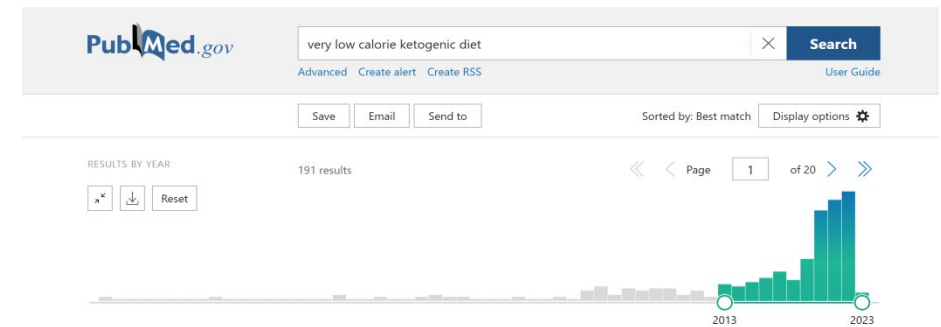 PubMed.gov
very low calorie ketogenic diet
Search
Advanced Create alert Create RSS
User Guide
Save Email Send to
Sorted by: Best match Display options
RESULTS BY YEAR
191 results
Page 1 of 20
Reset
2013 2023